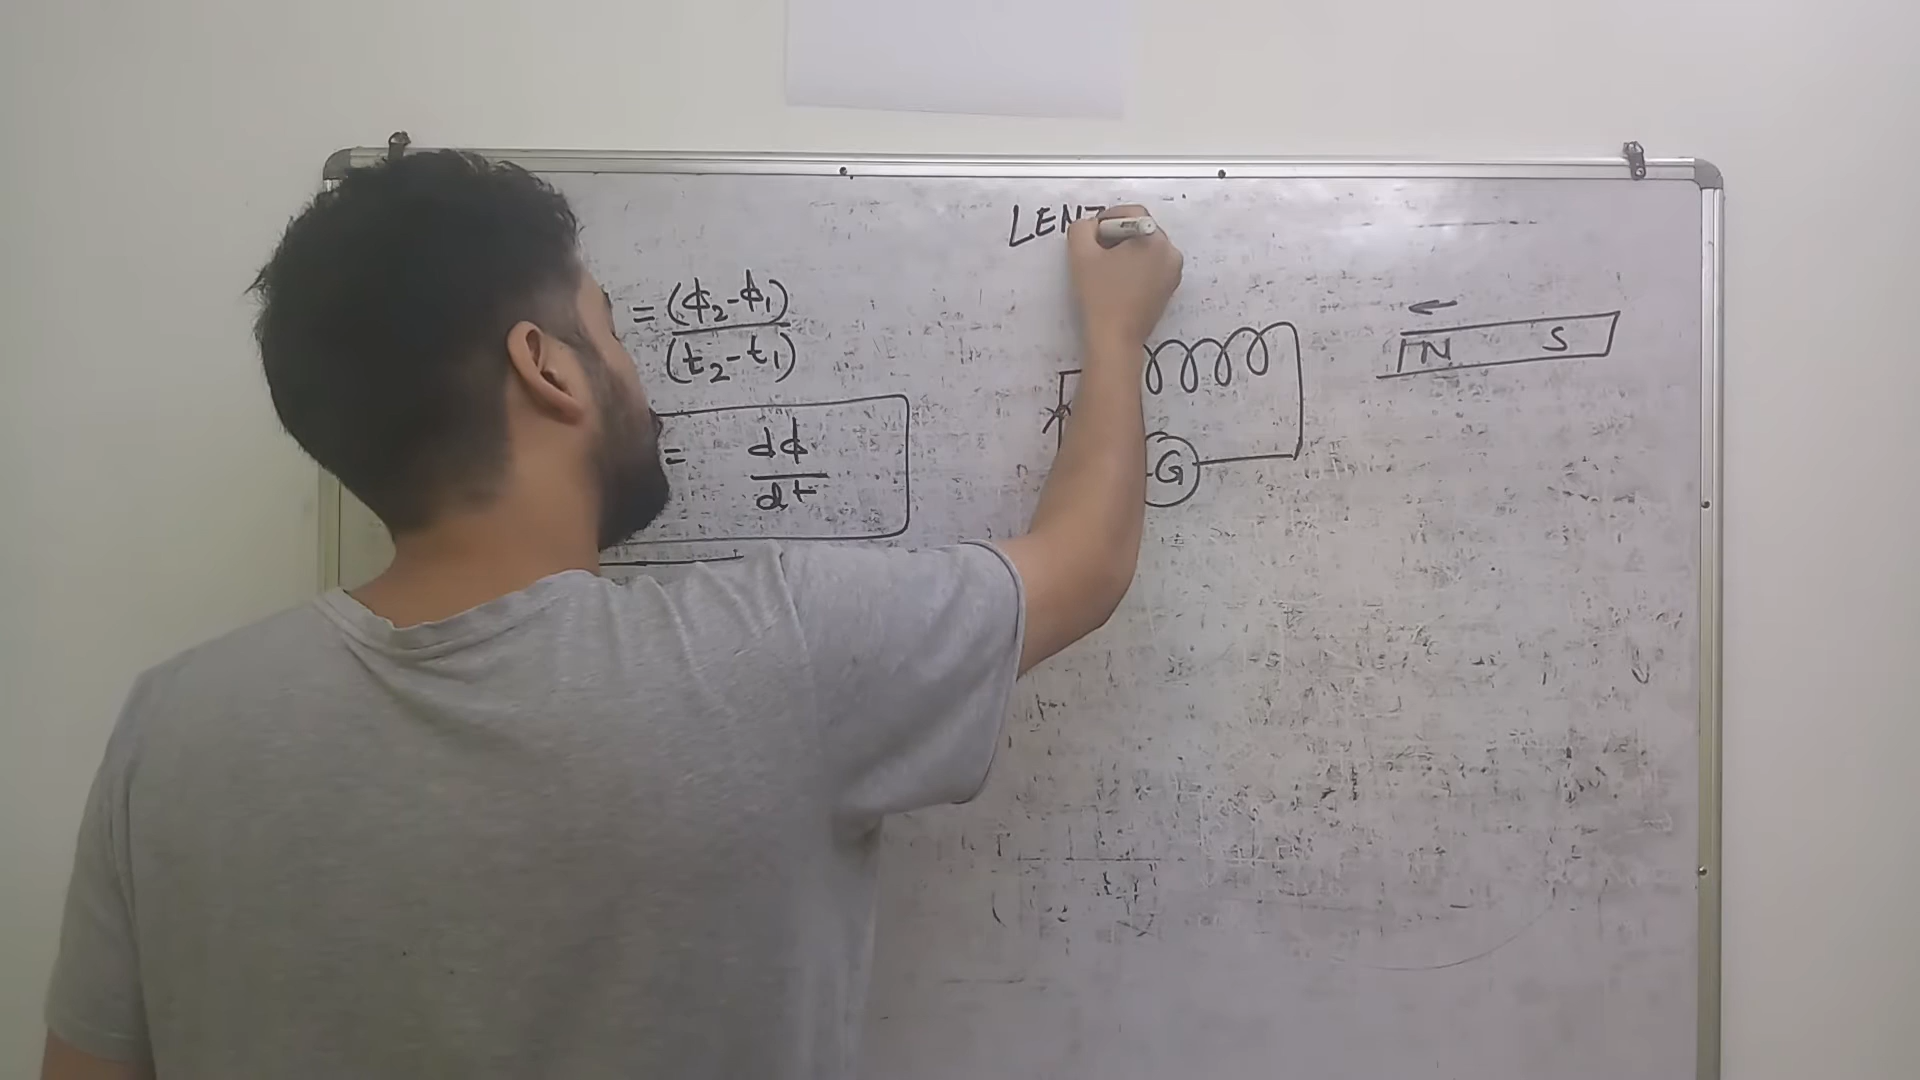 LENZ
= (ϕ2-ϕ1)
(t2-t1)
= dϕ
dt
N S
G